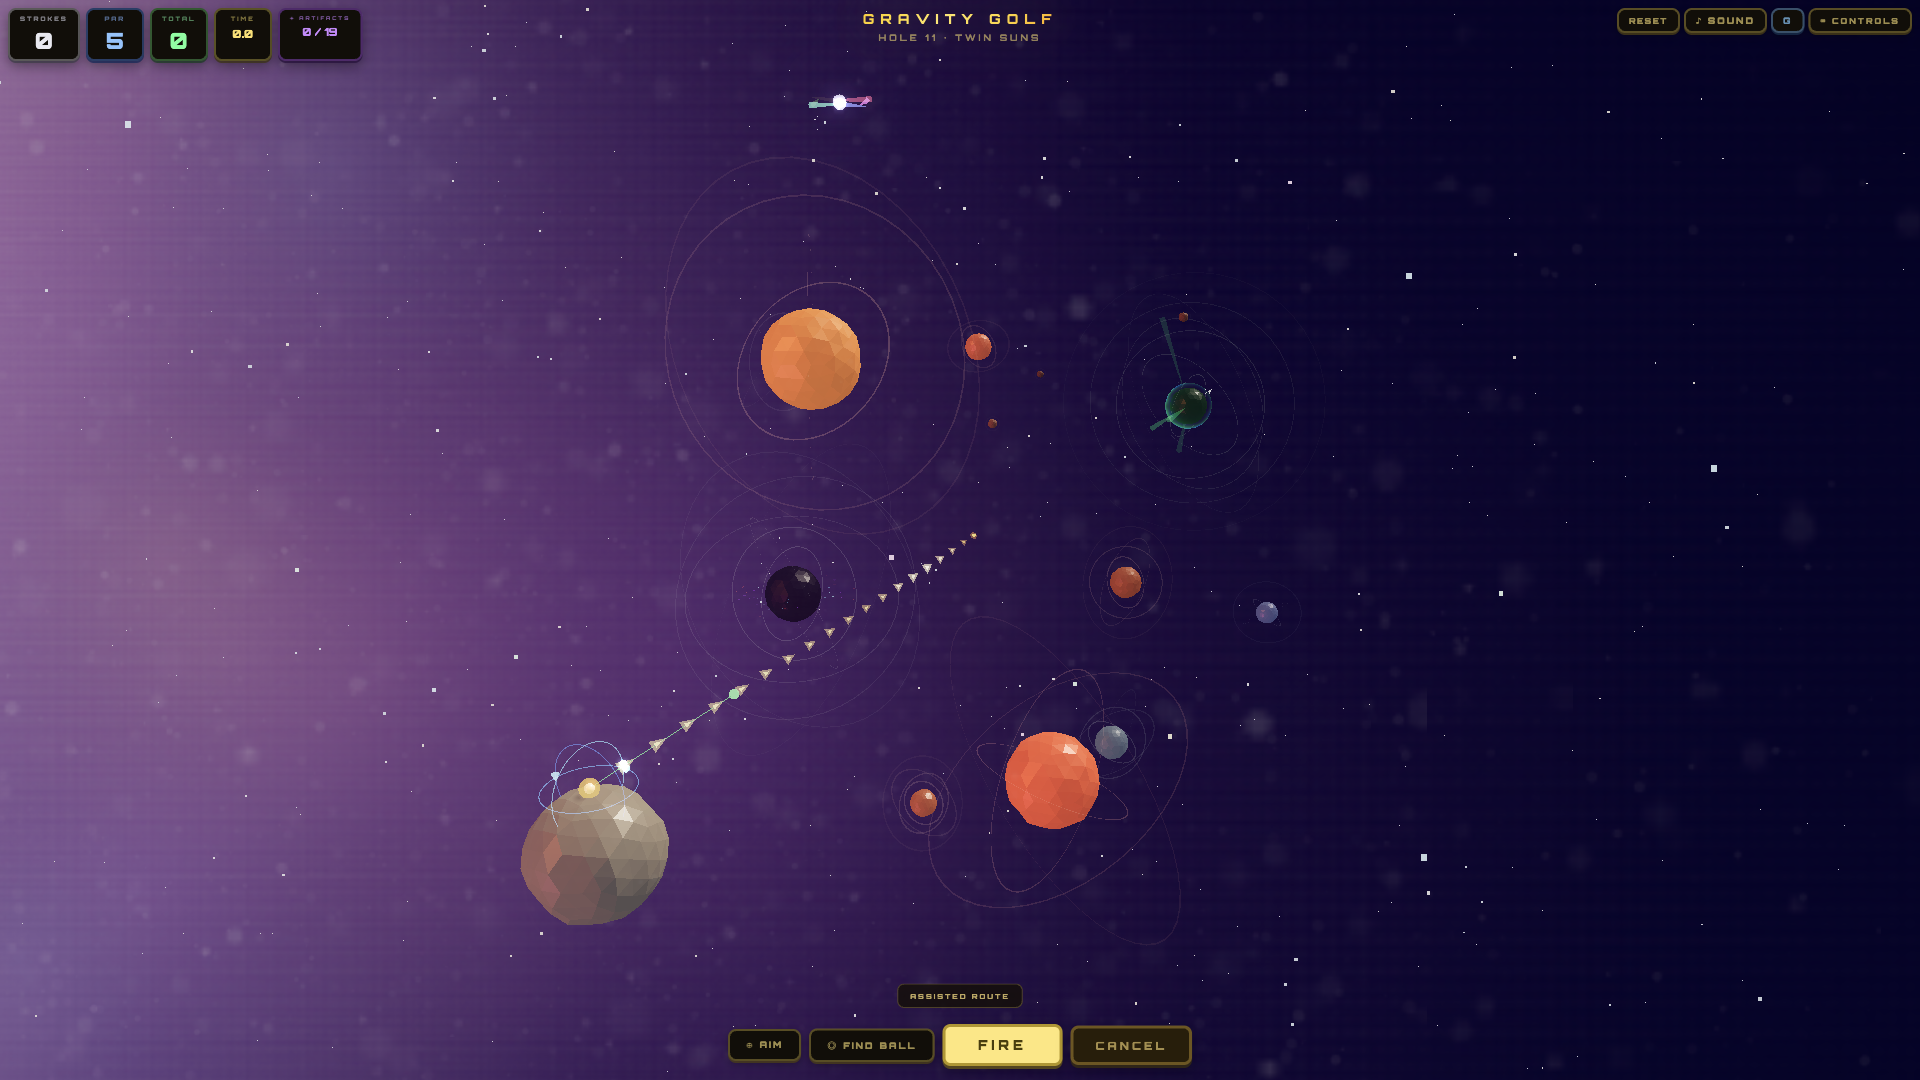 STROKES
0
PAR
5
TOTAL
0
TIME
0.0
+ ARTIFACTS
0 / 19
GRAVITY GOLF
HOLE 11 · TWIN SUNS
RESET
♪ SOUND
G
CONTROLS
ASSISTED ROUTE
AIM
FIND BALL
FIRE
CANCEL